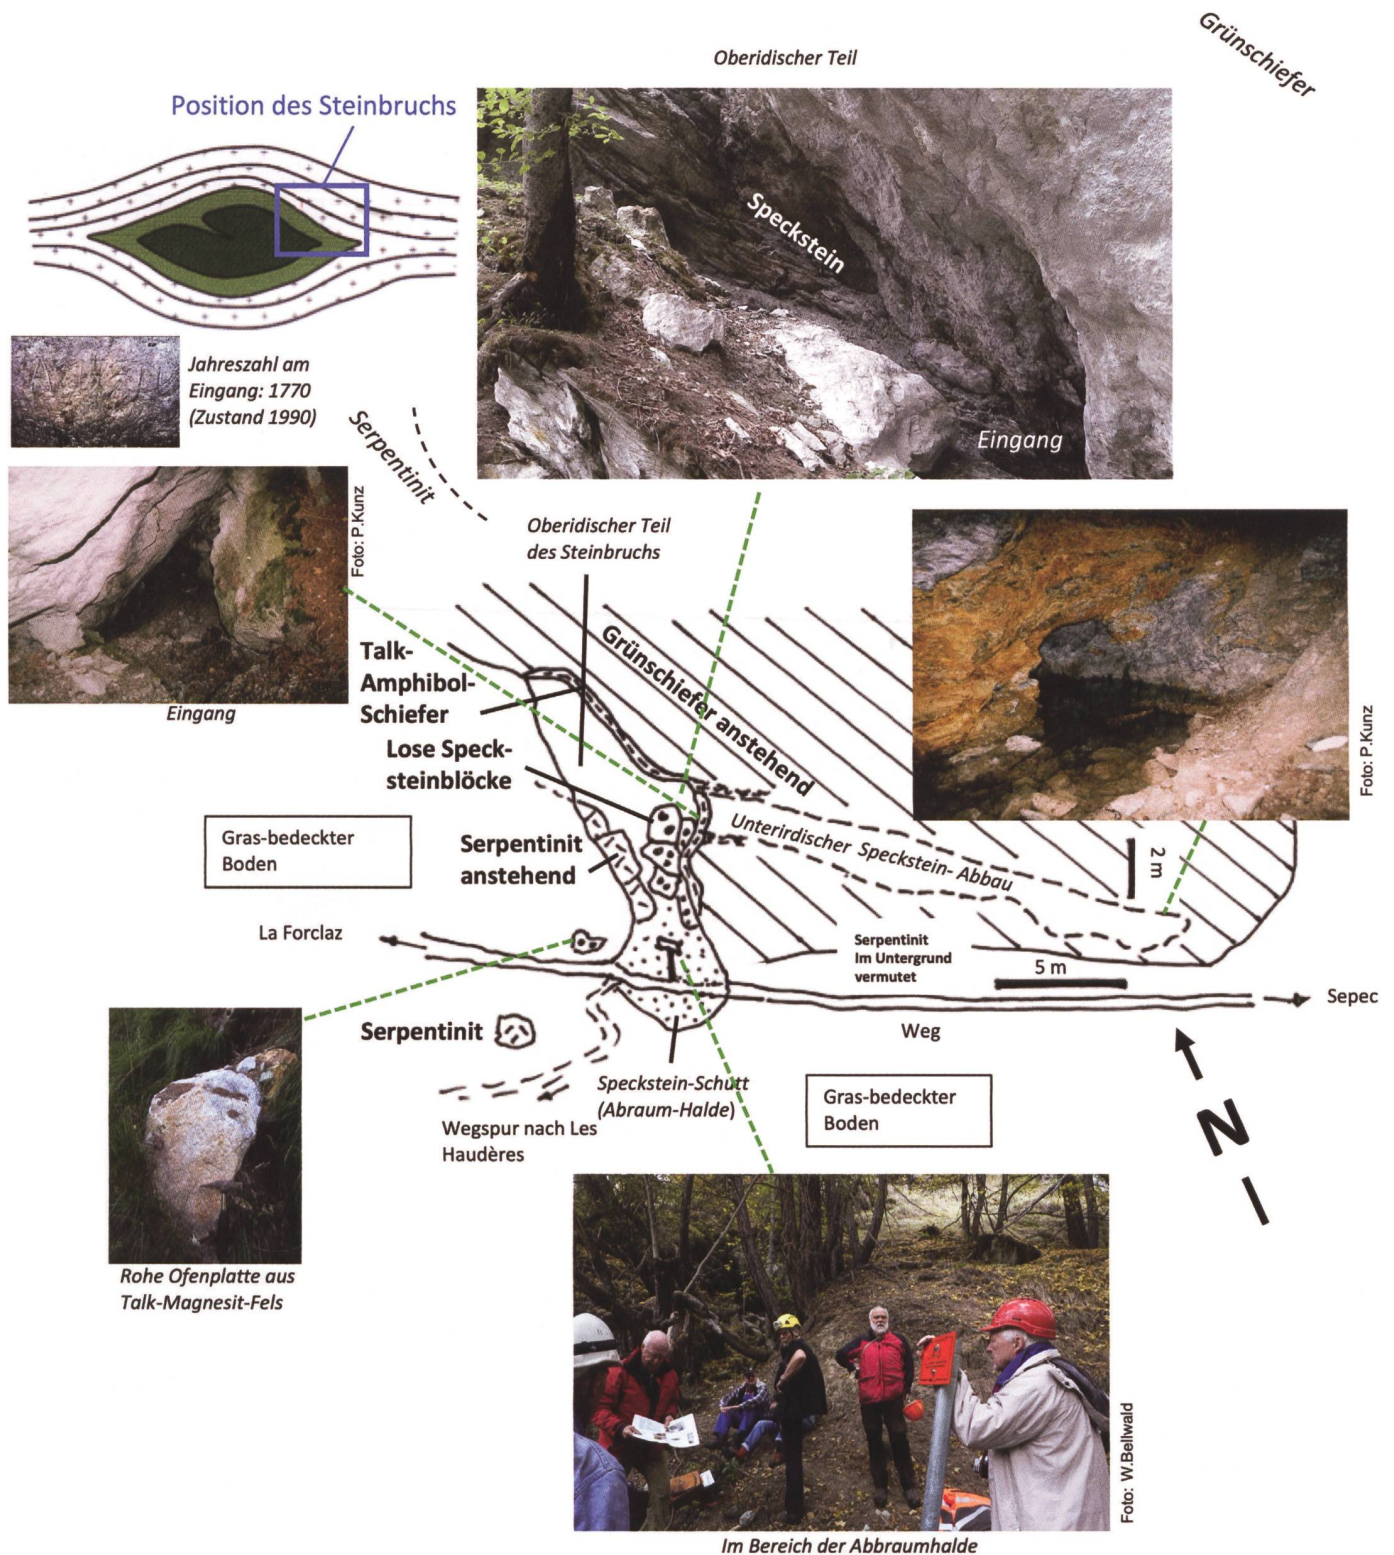 Grünschiefer
Oberidischer Teil
Position des Steinbruchs
Speckstein
Eingang
Jahreszahl am
Eingang: 1770
(Zustand 1990)
Serpentinit
Foto: P.Kunz
Eingang
Oberidischer Teil
des Steinbruchs
Talk-
Amphibol-
Schiefer
Grünschiefer anstehend
Foto: P.Kunz
Lose Speck-
steinblöcke
Unterirdischer Speckstein-Abbau
2 m
Gras-bedeckter
Boden
Serpentinit
anstehend
La Forclaz
Serpentinit
Im Untergrund
vermutet
5 m
Sepec
Weg
Serpentinit
Speckstein-Schutt
(Abraum-Halde)
Gras-bedeckter
Boden
Wegspur nach Les
Haudères
N
Rohe Ofenplatte aus
Talk-Magnesit-Fels
Foto: W.Bellwald
Im Bereich der Abbraumhalde